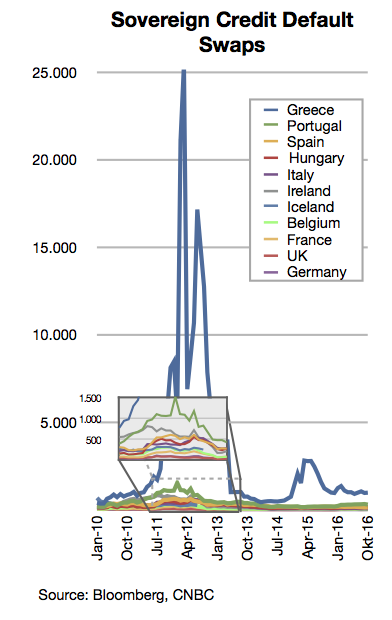 Sovereign Credit Default
Swaps
25.000
20.000
15.000
10.000
5.000
1.500
1.000
500
Greece
Portugal
Spain
Hungary
Italy
Ireland
Iceland
Belgium
France
UK
Germany
Jan-10
Oct-10
Jul-11
Apr-12
Jan-13
Oct-13
Jul-14
Apr-15
Jan-16
Okt-16
Source: Bloomberg, CNBC